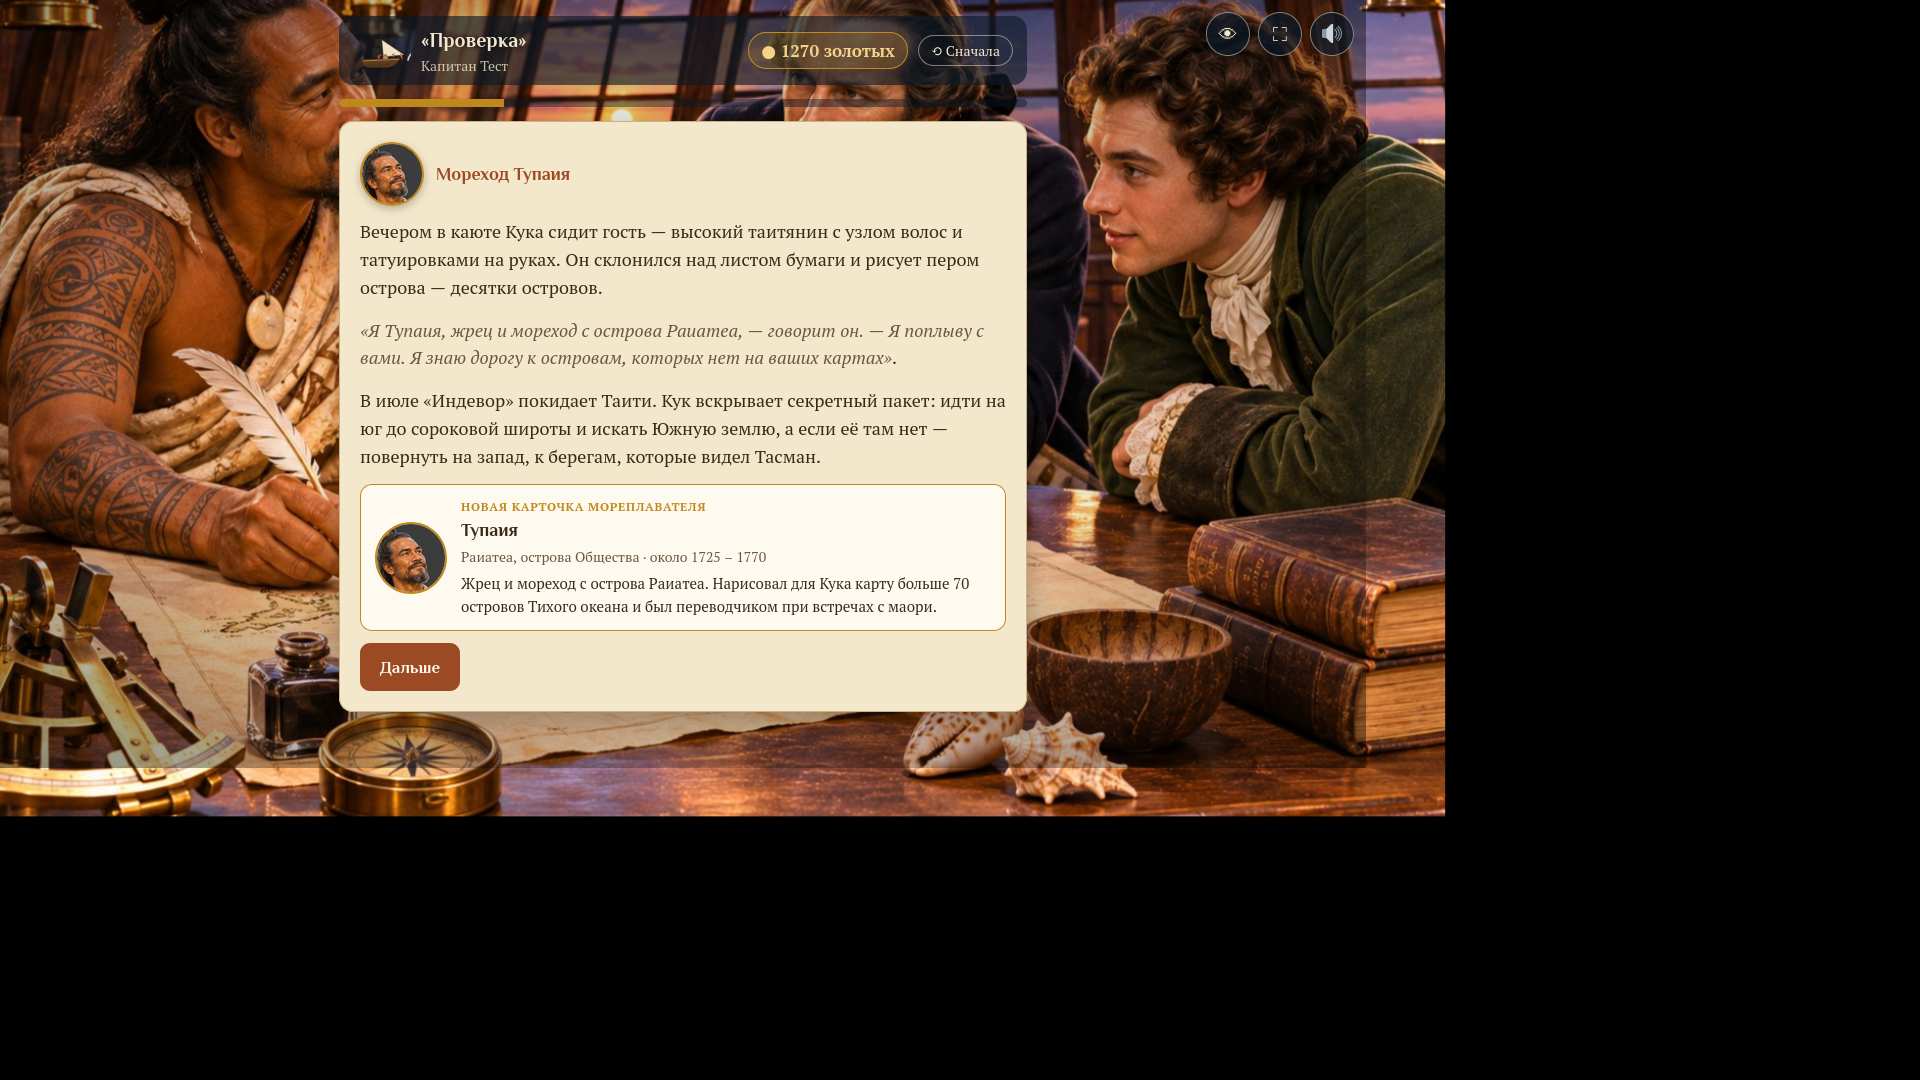 «Проверка»
Капитан Тест
1270 золотых
⟲ Сначала
Мореход Тупаия
Вечером в каюте Кука сидит гость — высокий таитянин с узлом волос и
татуировками на руках. Он склонился над листом бумаги и рисует пером
острова — десятки островов.
«Я Тупаия, жрец и мореход с острова Раиатеа, — говорит он. — Я поплыву с
вами. Я знаю дорогу к островам, которых нет на ваших картах».
В июле «Индевор» покидает Таити. Кук вскрывает секретный пакет: идти на
юг до сороковой широты и искать Южную землю, а если её там нет —
повернуть на запад, к берегам, которые видел Тасман.
НОВАЯ КАРТОЧКА МОРЕПЛАВАТЕЛЯ
Тупаия
Раиатеа, острова Общества · около 1725 – 1770
Жрец и мореход с острова Раиатеа. Нарисовал для Кука карту больше 70
островов Тихого океана и был переводчиком при встречах с маори.
Дальше